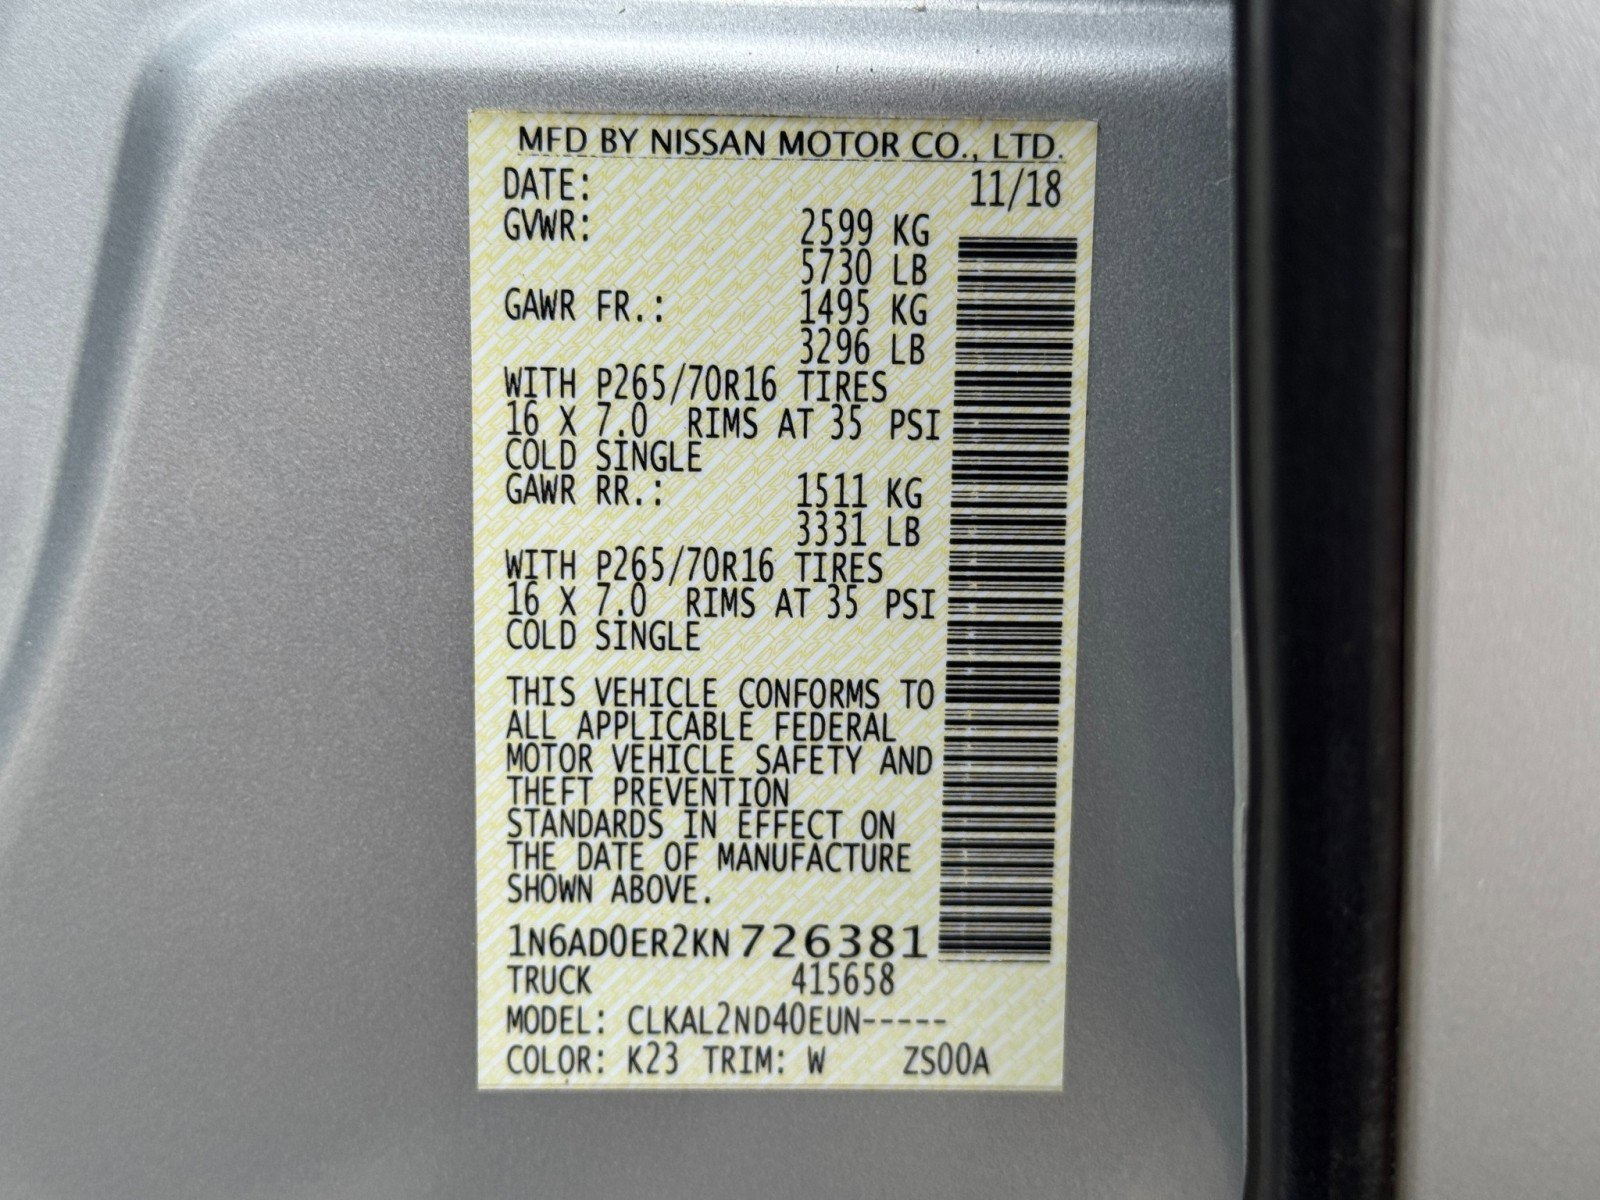 MFD BY NISSAN MOTOR CO., LTD.
DATE: 11/18
GVWR: 2599 KG
5730 LB
GAWR FR.: 1495 KG
3296 LB
WITH P265/70R16 TIRES
16 X 7.0 RIMS AT 35 PSI
COLD SINGLE
GAWR RR.: 1511 KG
3331 LB
WITH P265/70R16 TIRES
16 X 7.0 RIMS AT 35 PSI
COLD SINGLE
THIS VEHICLE CONFORMS TO
ALL APPLICABLE FEDERAL
MOTOR VEHICLE SAFETY AND
THEFT PREVENTION
STANDARDS IN EFFECT ON
THE DATE OF MANUFACTURE
SHOWN ABOVE.
1N6AD0ER2KN726381
TRUCK 415658
MODEL: CLKAL2ND40EUN-----
COLOR: K23 TRIM: W ZS00A